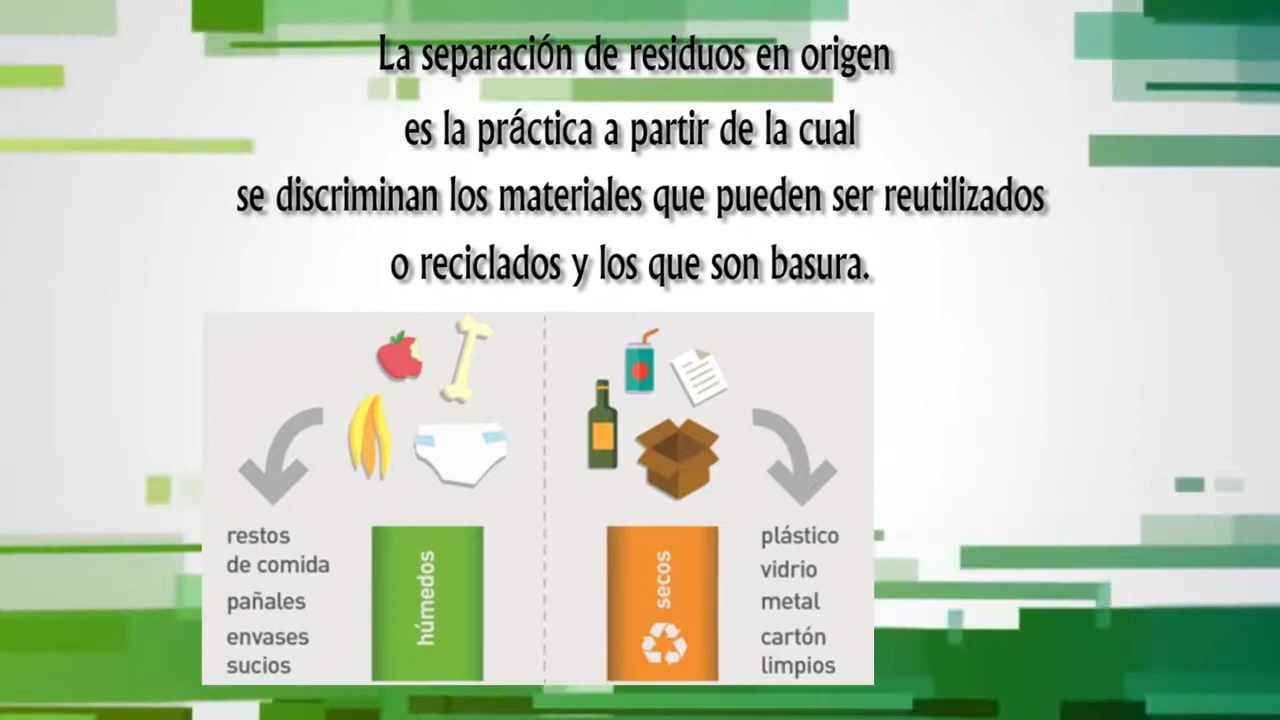 La separación de residuos en origen
es la práctica a partir de la cual
se discriminan los materiales que pueden ser reutilizados
o reciclados y los que son basura.
restos
de comida
pañales
envases
sucios
húmedos
secos
plástico
vidrio
metal
cartón
limpios